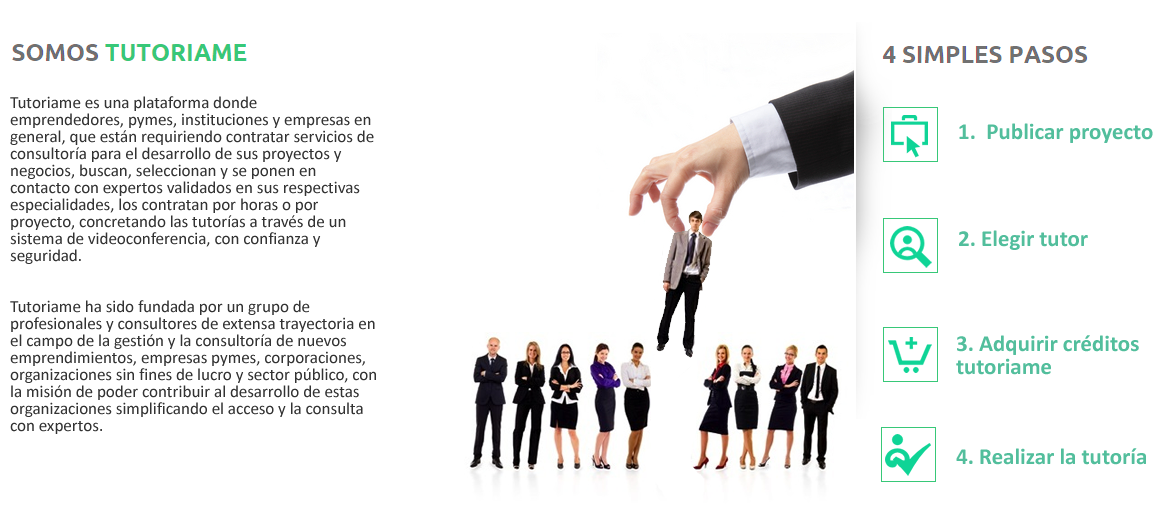 SOMOS TUTORIAME
Tutoriame es una plataforma donde
emprendedores, pymes, instituciones y empresas en
general, que están requiriendo contratar servicios de
consultoría para el desarrollo de sus proyectos y
negocios, buscan, seleccionan y se ponen en
contacto con expertos validados en sus respectivas
especialidades, los contratan por horas o por
proyecto, concretando las tutorías a través de un
sistema de videoconferencia, con confianza y
seguridad.
Tutoriame ha sido fundada por un grupo de
profesionales y consultores de extensa trayectoria en
el campo de la gestión y la consultoría de nuevos
emprendimientos, empresas pymes, corporaciones,
organizaciones sin fines de lucro y sector público, con
la misión de poder contribuir al desarrollo de estas
organizaciones simplificando el acceso y la consulta
con expertos.
4 SIMPLES PASOS
1. Publicar proyecto
2. Elegir tutor
3. Adquirir créditos
tutoriame
4. Realizar la tutoría